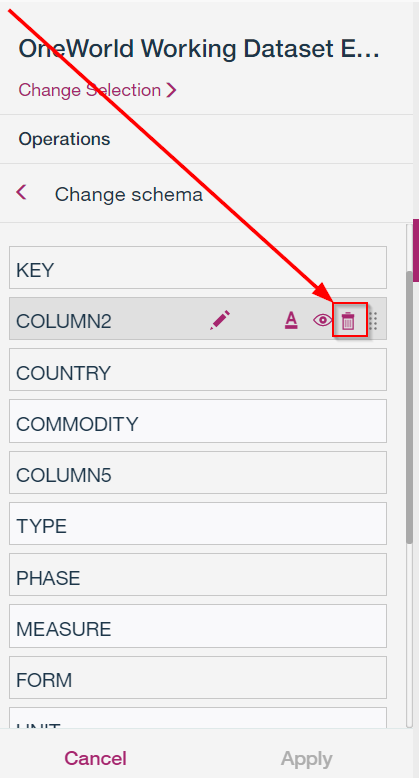 OneWorld Working Dataset E...
Change Selection
Operations
Change schema
KEY
COLUMN2
A
COUNTRY
COMMODITY
COLUMN5
TYPE
PHASE
MEASURE
FORM
UNIT
Cancel
Apply